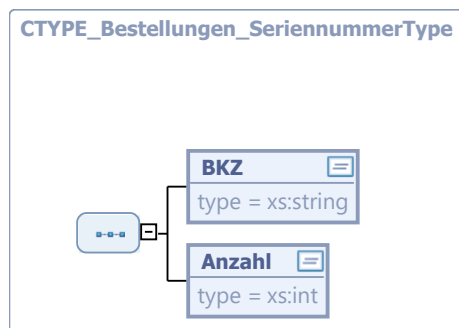 CTYPE_Bestellungen_SeriennummerType
BKZ
type = xs:string
Anzahl
type = xs:int